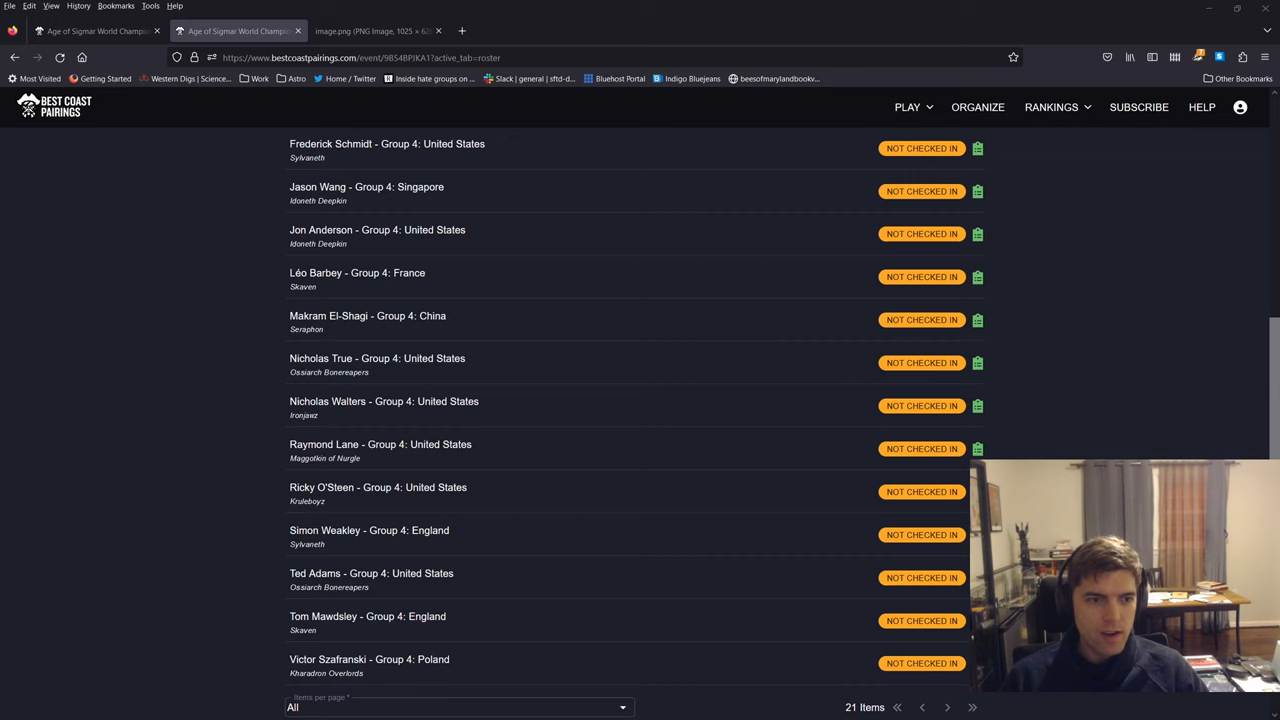 File Edit View History Bookmarks Tools Help
Age of Sigmar World Champion
Age of Sigmar World Champio
image.png (PNG Image, 1025 × 62
https://www.bestcoastpairings.com/event/9B54BPIKA1?active_tab=roster
Most Visited Getting Started Western Digs | Science... Work Astro Home / Twitter Inside hate groups on ... Slack | general | sftd-d... Bluehost Portal Indigo Bluejeans beesofmarylandbookv... Other Bookmarks
BEST COAST
PAIRINGS
PLAY ORGANIZE RANKINGS SUBSCRIBE HELP
Frederick Schmidt - Group 4: United States
Sylvaneth
NOT CHECKED IN
Jason Wang - Group 4: Singapore
Idoneth Deepkin
NOT CHECKED IN
Jon Anderson - Group 4: United States
Idoneth Deepkin
NOT CHECKED IN
Léo Barbey - Group 4: France
Skaven
NOT CHECKED IN
Makram El-Shagi - Group 4: China
Seraphon
NOT CHECKED IN
Nicholas True - Group 4: United States
Ossiarch Bonereapers
NOT CHECKED IN
Nicholas Walters - Group 4: United States
Ironjawz
NOT CHECKED IN
Raymond Lane - Group 4: United States
Maggotkin of Nurgle
NOT CHECKED IN
Ricky O'Steen - Group 4: United States
Kruleboyz
NOT CHECKED IN
Simon Weakley - Group 4: England
Sylvaneth
NOT CHECKED IN
Ted Adams - Group 4: United States
Ossiarch Bonereapers
NOT CHECKED IN
Tom Mawdsley - Group 4: England
Skaven
NOT CHECKED IN
Victor Szafranski - Group 4: Poland
Kharadron Overlords
NOT CHECKED IN
Items per page *
All
21 Items